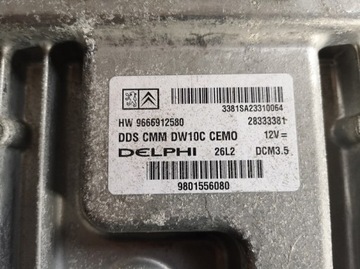 3381SA23310064
HW 9666912580 28333381
DDS CMM DW10C CEMO 12V =
DELPHI 26L2 DCM3.5
9801556080